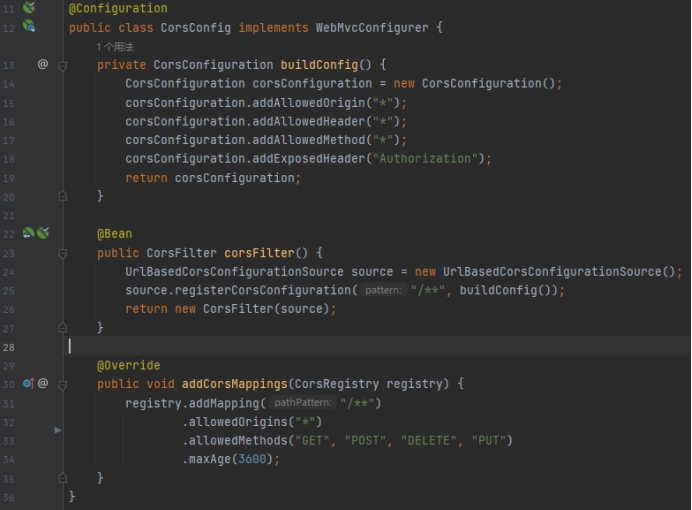 11 @Configuration
12 public class CorsConfig implements WebMvcConfigurer {
1 个用法
13 @ private CorsConfiguration buildConfig() {
14 CorsConfiguration corsConfiguration = new CorsConfiguration();
15 corsConfiguration.addAllowedOrigin("*");
16 corsConfiguration.addAllowedHeader("*");
17 corsConfiguration.addAllowedMethod("*");
18 corsConfiguration.addExposedHeader("Authorization");
19 return corsConfiguration;
20 }
21
22 @Bean
23 public CorsFilter corsFilter() {
24 UrlBasedCorsConfigurationSource source = new UrlBasedCorsConfigurationSource();
25 source.registerCorsConfiguration( pattern: "/**", buildConfig());
26 return new CorsFilter(source);
27 }
28
29 @Override
30 @ public void addCorsMappings(CorsRegistry registry) {
31 registry.addMapping( pathPattern: "/**")
32 .allowedOrigins("*")
33 .allowedMethods("GET", "POST", "DELETE", "PUT")
34 .maxAge(3600);
35 }
36 }